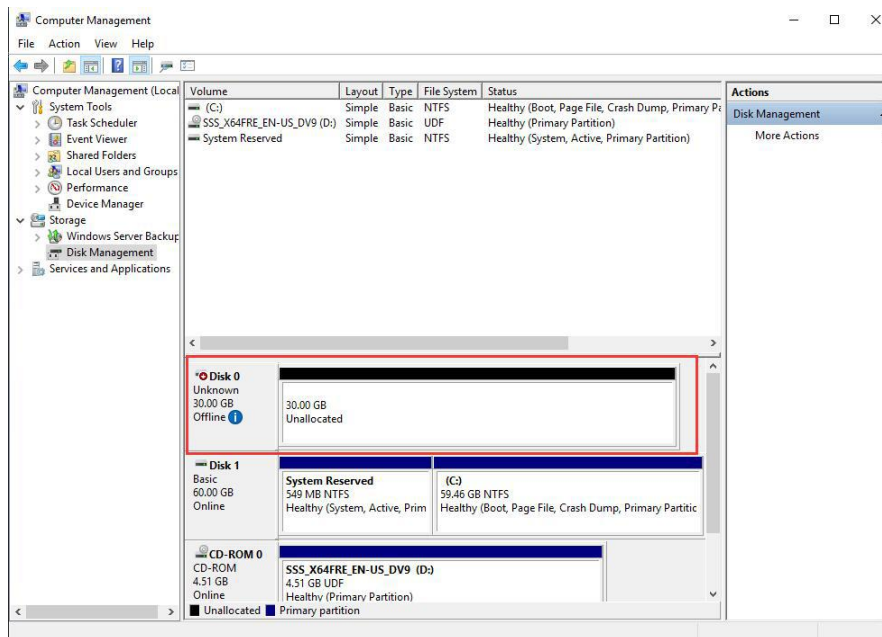 Computer Management
File Action View Help
Computer Management (Local
System Tools
Task Scheduler
Event Viewer
Shared Folders
Local Users and Groups
Performance
Device Manager
Storage
Windows Server Backup
Disk Management
Services and Applications
Volume Layout Type File System Status
(C:) Simple Basic NTFS Healthy (Boot, Page File, Crash Dump, Primary Pa
SSS_X64FRE_EN-US_DV9 (D:) Simple Basic UDF Healthy (Primary Partition)
System Reserved Simple Basic NTFS Healthy (System, Active, Primary Partition)
Disk 0
Unknown
30.00 GB
Offline
30.00 GB
Unallocated
Disk 1
Basic
60.00 GB
Online
System Reserved
549 MB NTFS
Healthy (System, Active, Prim
(C:)
59.46 GB NTFS
Healthy (Boot, Page File, Crash Dump, Primary Partitic
CD-ROM 0
CD-ROM
4.51 GB
Online
SSS_X64FRE_EN-US_DV9 (D:)
4.51 GB UDF
Healthy (Primary Partition)
Unallocated Primary partition
Actions
Disk Management
More Actions